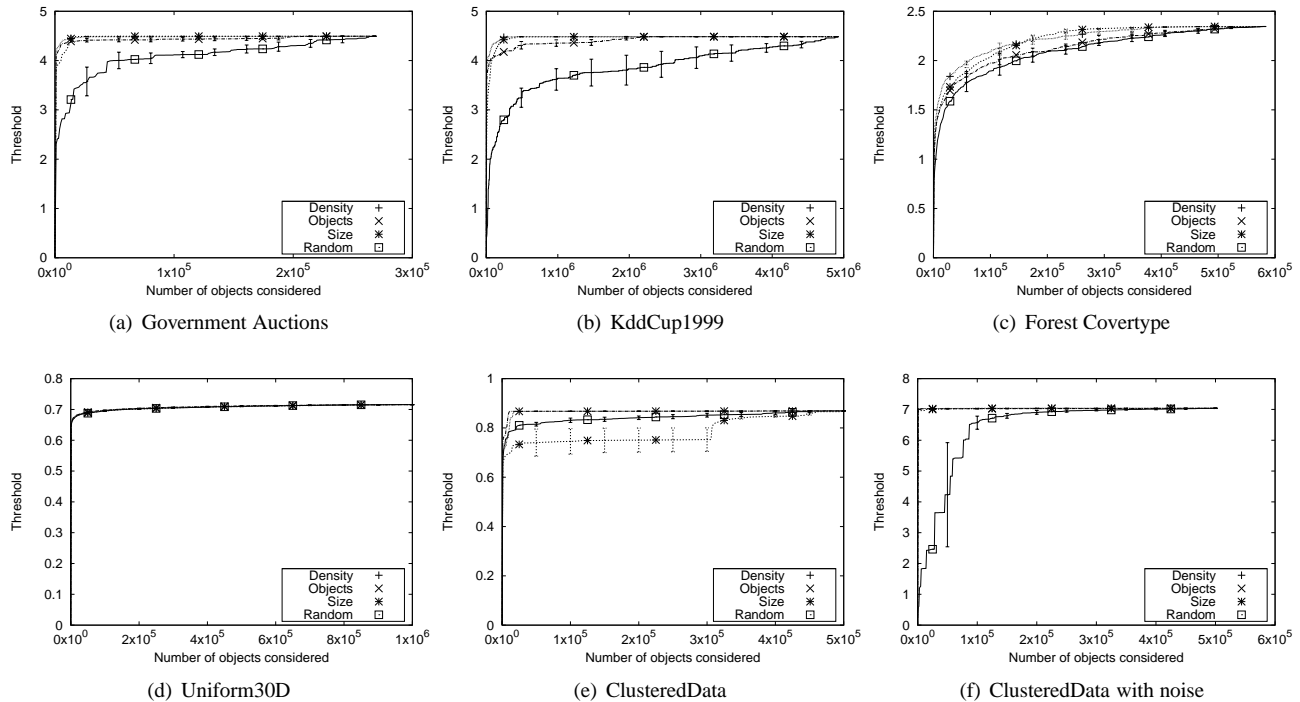 5
4
3
2
1
0
Threshold
0x10^0 1x10^5 2x10^5 3x10^5
Number of objects considered
Density
Objects
Size
Random
(a) Government Auctions
5
4
3
2
1
0
Threshold
0x10^0 1x10^6 2x10^6 3x10^6 4x10^6 5x10^6
Number of objects considered
Density
Objects
Size
Random
(b) KddCup1999
2.5
2
1.5
1
2.5
0
Threshold
0x10^0 1x10^5 2x10^5 3x10^5 4x10^5 5x10^5 6x10^5
Number of objects considered
Density
Objects
Size
Random
(c) Forest Covertype
0.8
0.7
0.6
0.5
0.4
0.3
0.2
0.1
0
Threshold
0x10^0 2x10^5 4x10^5 6x10^5 8x10^5 1x10^6
Number of objects considered
Density
Objects
Size
Random
(d) Uniform30D
1
0.8
0.6
0.4
0.2
0
Threshold
0x10^0 1x10^5 2x10^5 3x10^5 4x10^5 5x10^5
Number of objects considered
Density
Objects
Size
Random
(e) ClusteredData
8
7
6
5
4
3
2
1
0
Threshold
0x10^0 1x10^5 2x10^5 3x10^5 4x10^5 5x10^5 6x10^5
Number of objects considered
Density
Objects
Size
Random
(f) ClusteredData with noise